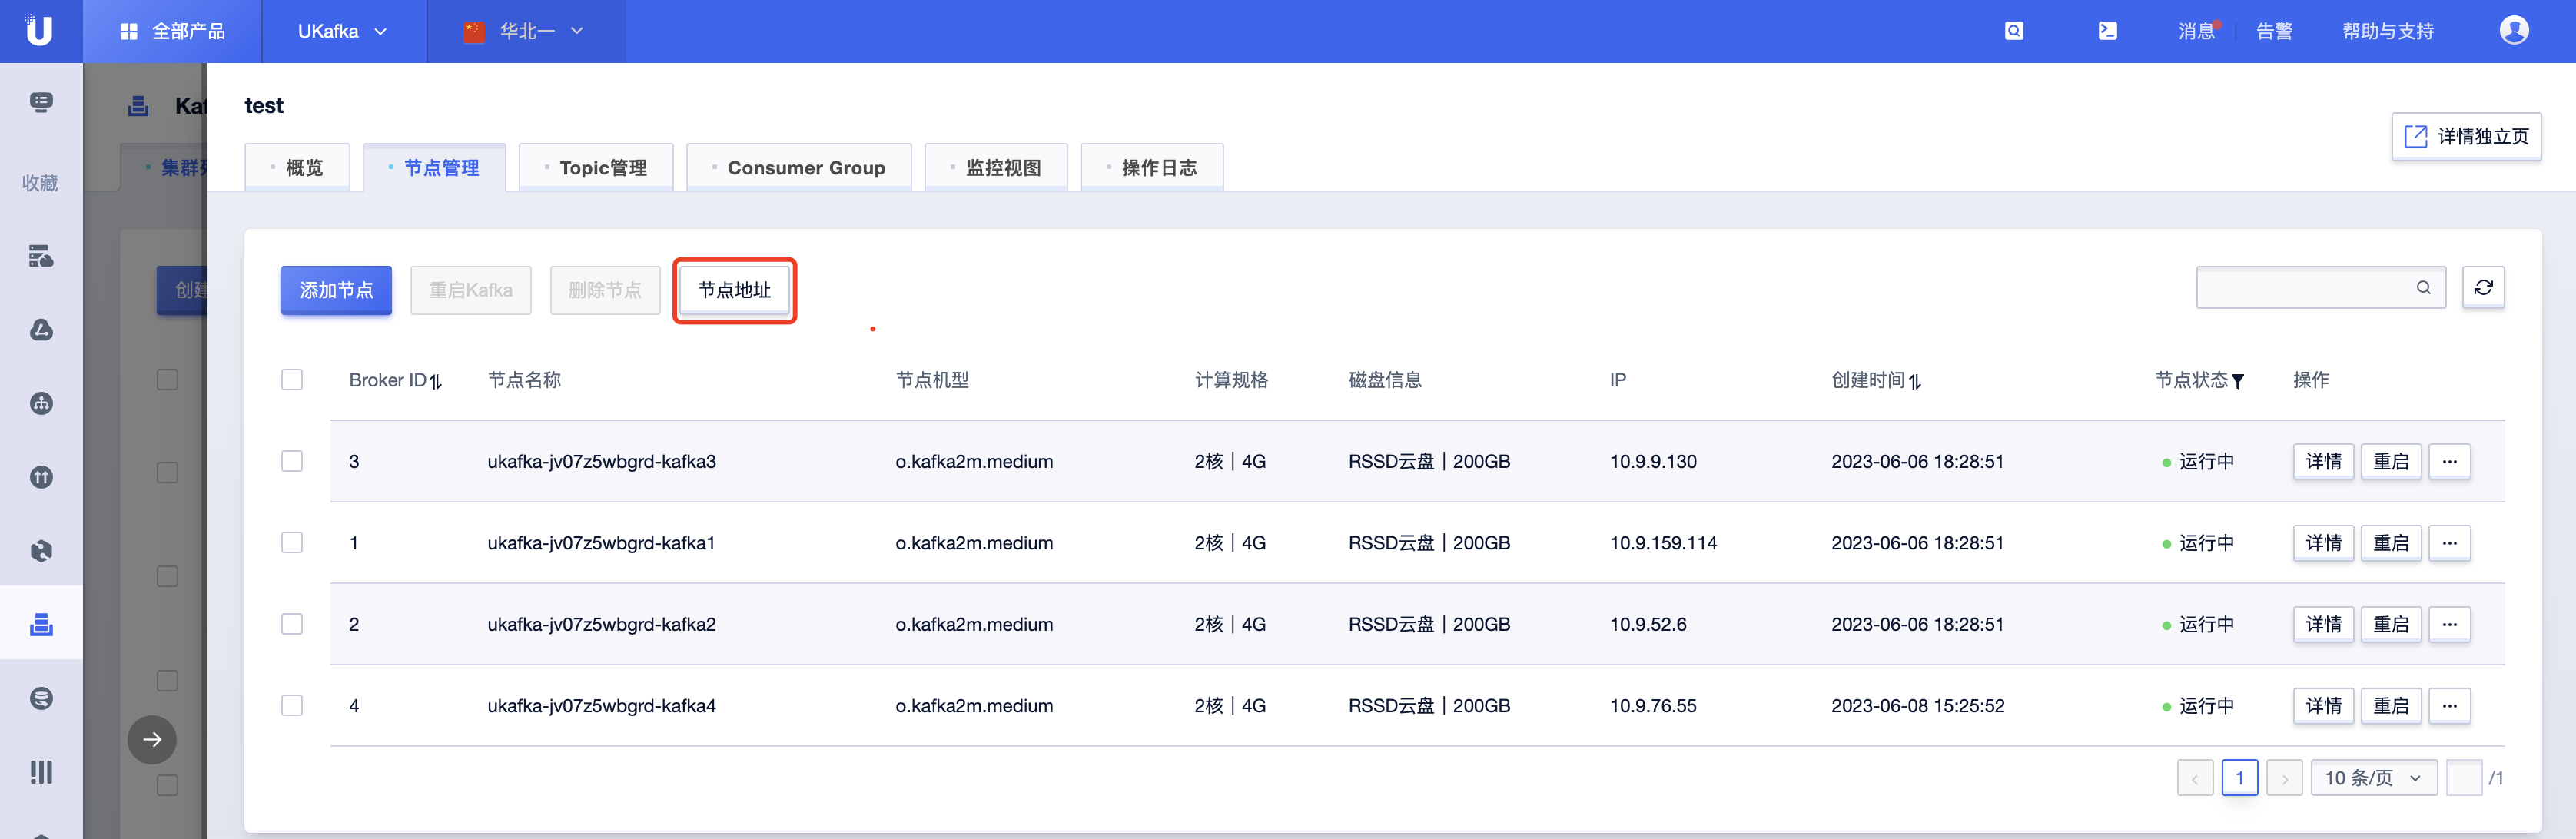 全部产品 UKafka 华北一 消息 告警 帮助与支持
收藏
test
详情独立页
概览 节点管理 Topic管理 Consumer Group 监控视图 操作日志
添加节点 重启Kafka 删除节点 节点地址
Broker ID 节点名称 节点机型 计算规格 磁盘信息 IP 创建时间 节点状态 操作
3 ukafka-jv07z5wbgrd-kafka3 o.kafka2m.medium 2核 | 4G RSSD云盘 | 200GB 10.9.9.130 2023-06-06 18:28:51 运行中 详情 重启 ...
1 ukafka-jv07z5wbgrd-kafka1 o.kafka2m.medium 2核 | 4G RSSD云盘 | 200GB 10.9.159.114 2023-06-06 18:28:51 运行中 详情 重启 ...
2 ukafka-jv07z5wbgrd-kafka2 o.kafka2m.medium 2核 | 4G RSSD云盘 | 200GB 10.9.52.6 2023-06-06 18:28:51 运行中 详情 重启 ...
4 ukafka-jv07z5wbgrd-kafka4 o.kafka2m.medium 2核 | 4G RSSD云盘 | 200GB 10.9.76.55 2023-06-08 15:25:52 运行中 详情 重启 ...
1 10 条/页 /1